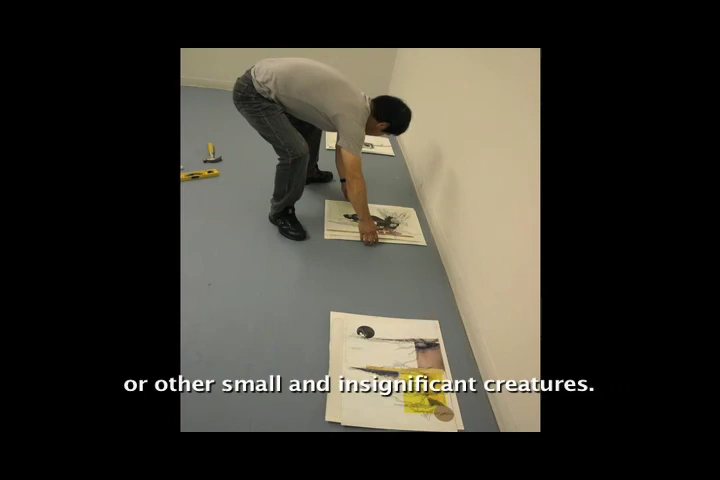 or other small and insignificant creatures.